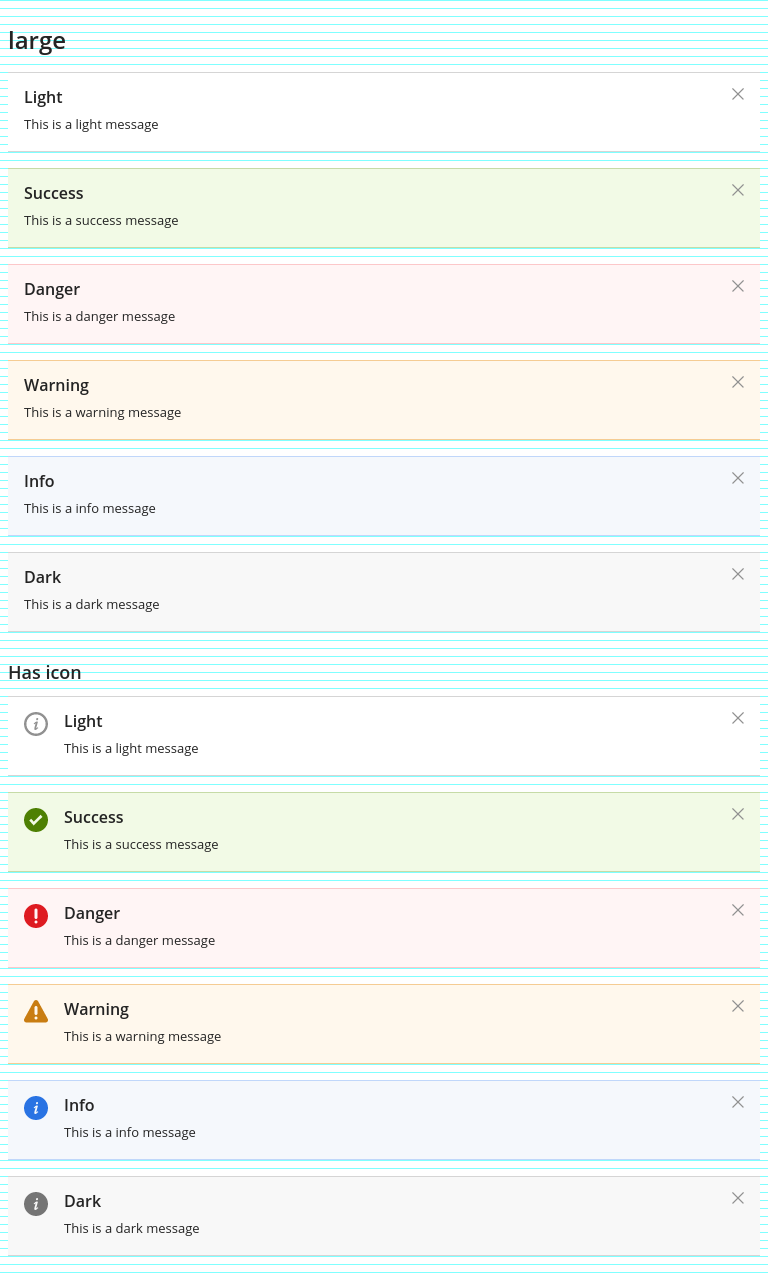 large
Light
This is a light message
Success
This is a success message
Danger
This is a danger message
Warning
This is a warning message
Info
This is a info message
Dark
This is a dark message
Has icon
Light
This is a light message
Success
This is a success message
Danger
This is a danger message
Warning
This is a warning message
Info
This is a info message
Dark
This is a dark message